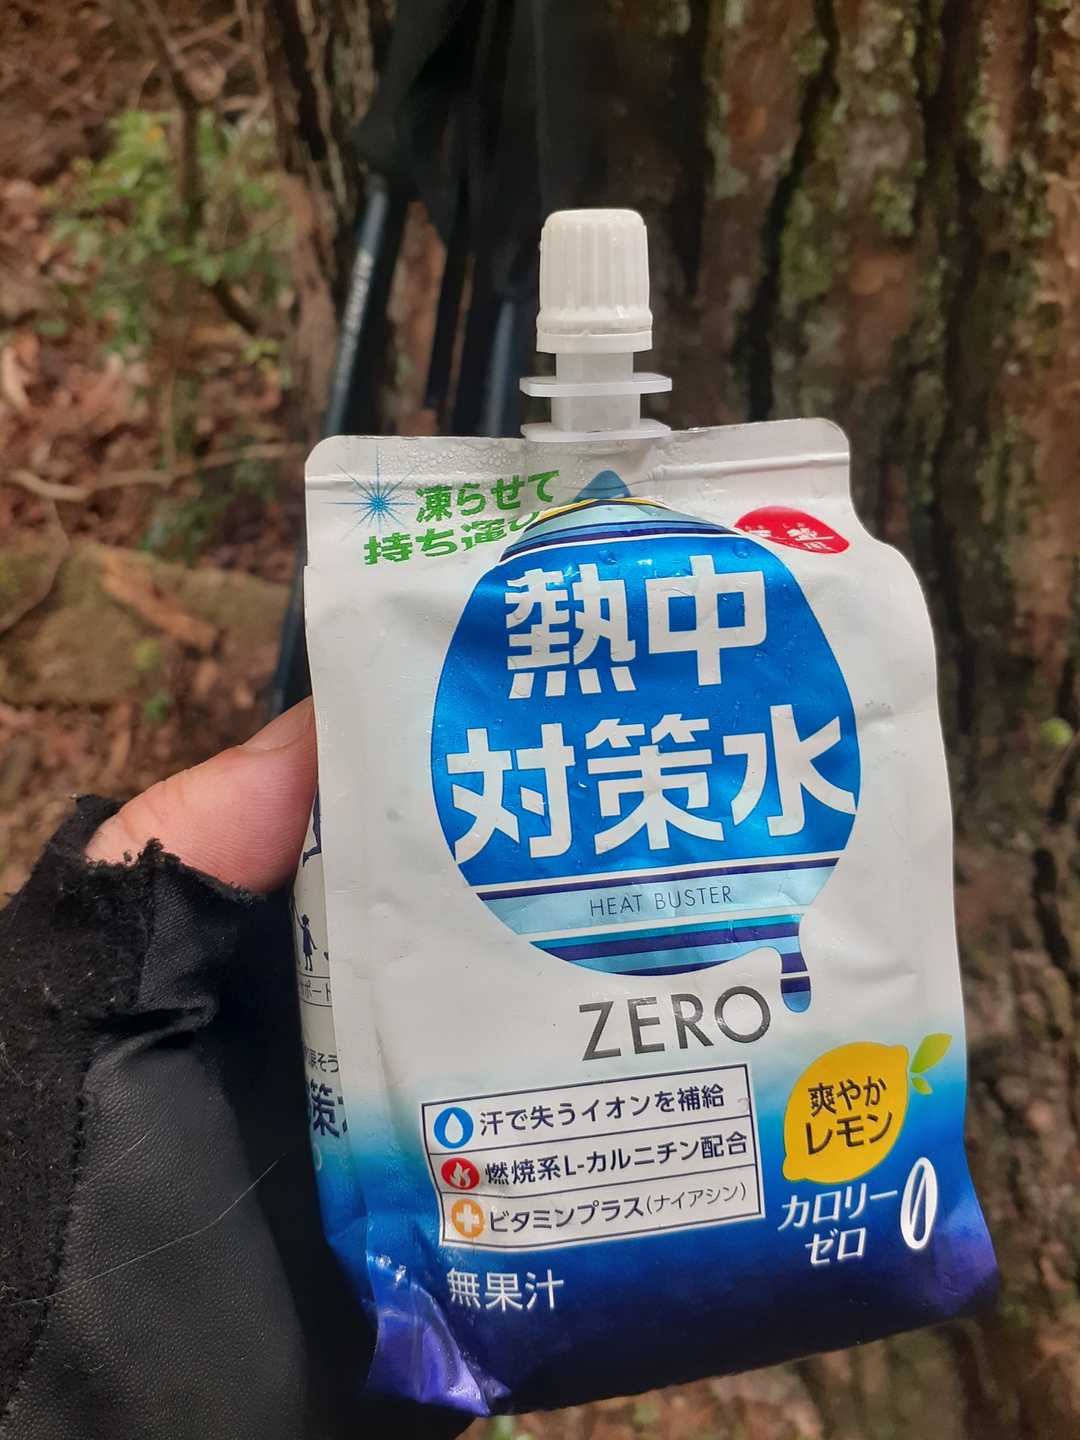 凍らせて
持ち運び
熱中
対策水
HEAT BUSTER
ZERO
汗で失うイオンを補給
燃焼系L-カルニチン配合
ビタミンプラス(ナイアシン)
爽やか
レモン
カロリー
ゼロ 0
無果汁